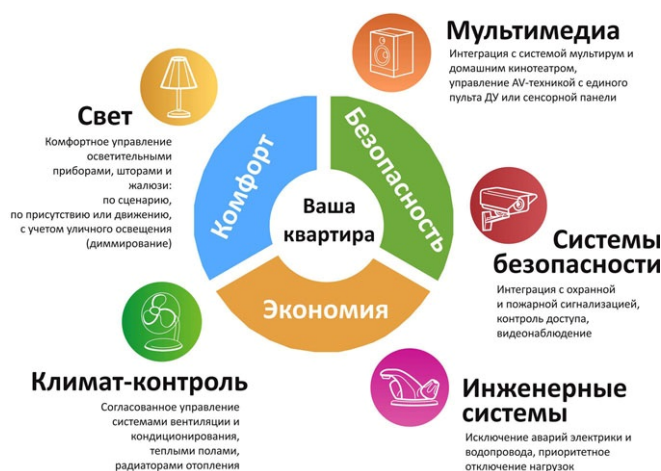 Мультимедиа
Интеграция с системой мультирум и
домашним кинотеатром,
управление AV-техникой с единого
пульта ДУ или сенсорной панели
Свет
Комфортное управление
осветительными
приборами, шторами и
жалюзи:
по сценарию,
по присутствию или движению,
с учетом уличного освещения
(диммирование)
Комфорт
Безопасность
Ваша
квартира
Экономия
Системы
безопасности
Интеграция с охранной
и пожарной сигнализацией,
контроль доступа,
видеонаблюдение
Климат-контроль
Согласованное управление
системами вентиляции и
кондиционирования,
теплыми полами,
радиаторами отопления
Инженерные
системы
Исключение аварий электрики и
водопровода, приоритетное
отключение нагрузок